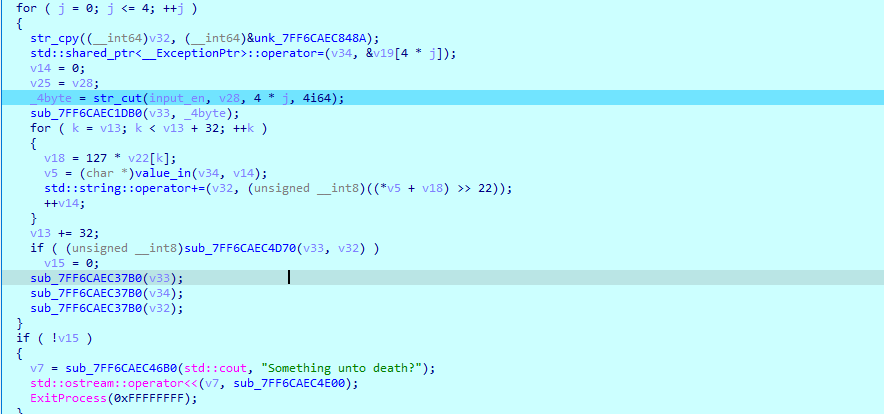 for ( j = 0; j <= 4; ++j )
{
str_cpy((__int64)v32, (__int64)&unk_7FF6CAEC848A);
std::shared_ptr<__ExceptionPtr>::operator=(v34, &v19[4 * j]);
v14 = 0;
v25 = v28;
_4byte = str_cut(input_en, v28, 4 * j, 4i64);
sub_7FF6CAEC1DB0(v33, _4byte);
for ( k = v13; k < v13 + 32; ++k )
{
v18 = 127 * v22[k];
v5 = (char *)value_in(v34, v14);
std::string::operator+=(v32, (unsigned __int8)((*v5 + v18) >> 22));
++v14;
}
v13 += 32;
if ( (unsigned __int8)sub_7FF6CAEC4D70(v33, v32) )
v15 = 0;
sub_7FF6CAEC37B0(v33);
sub_7FF6CAEC37B0(v34);
sub_7FF6CAEC37B0(v32);
}
if ( !v15 )
{
v7 = sub_7FF6CAEC46B0(std::cout, "Something unto death?");
std::ostream::operator<<(v7, sub_7FF6CAEC4E00);
ExitProcess(0xFFFFFFFF);
}